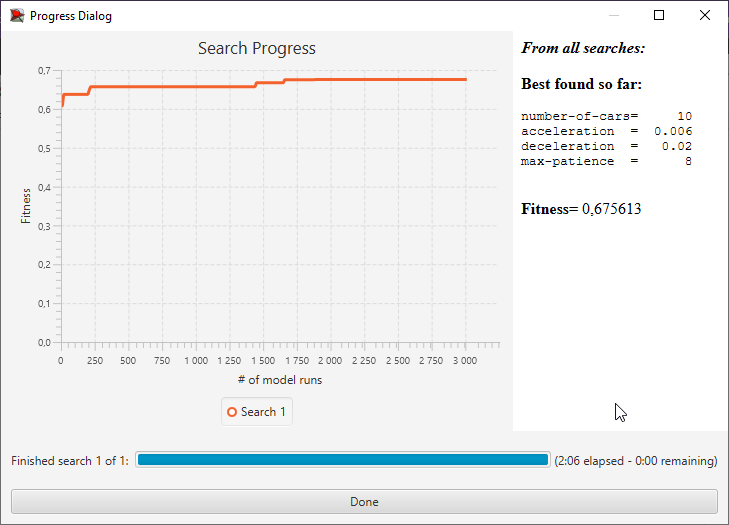 Progress Dialog
Search Progress
0,7
0,6
0,5
0,4
0,3
0,2
0,1
0,0
Fitness
0 250 500 750 1 000 1 250 1 500 1 750 2 000 2 250 2 500 2 750 3 000
# of model runs
Search 1
From all searches:
Best found so far:
number-of-cars= 10
acceleration = 0.006
deceleration = 0.02
max-patience = 8
Fitness= 0,675613
Finished search 1 of 1: (2:06 elapsed - 0:00 remaining)
Done